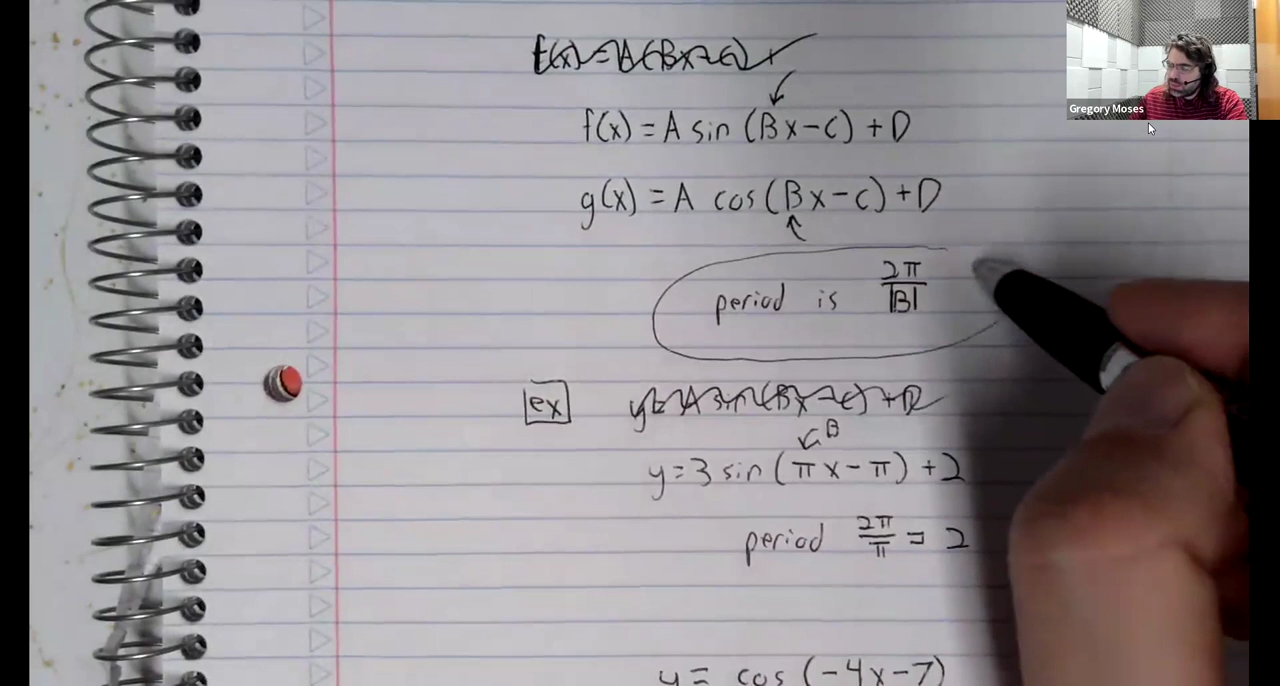 Gregory Moses
f(x) = A sin (Bx-c) + D
g(x) = A cos (Bx-c) + D
period is 2π/|B|
ex
B
y = 3 sin (πx - π) + 2
period 2π/π = 2
y = cos (-4x-7)